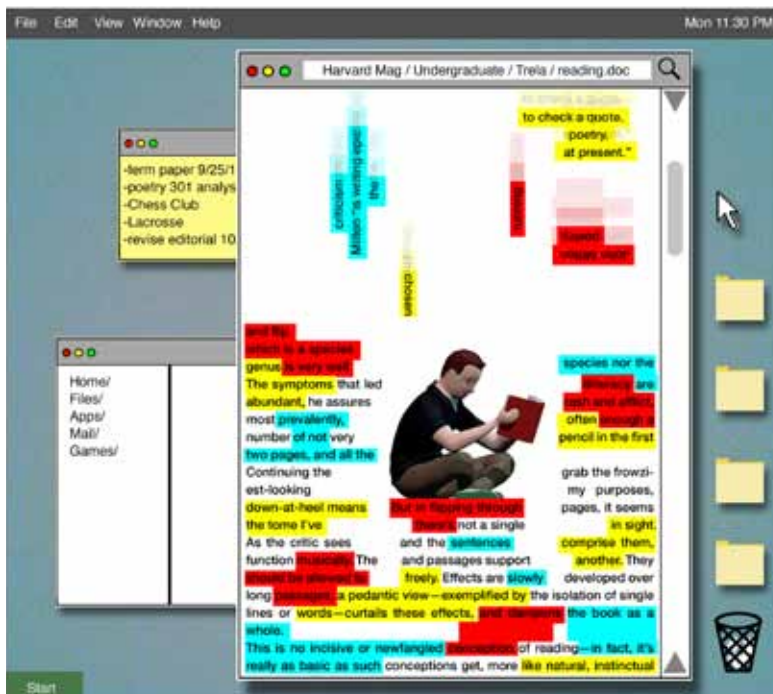 File Edit View Window Help
Mon 11:30 PM
Harvard Mag / Undergraduate / Trela / reading.doc
-term paper 9/25/1
-poetry 301 analys
-Chess Club
-Lacrosse
-revise editorial 10
Home/
Files/
Apps/
Mail/
Games/
criticism
Milton "is writing epic
the
chosen
to check a quote.
poetry,
at present."
and flip.
which is a species
genus is very well.
The symptoms that led
abundant, he assures
most prevalently,
number of not very
two pages, and all the
Continuing the
est-looking
down-at-heel means
the tome I've
As the critic sees
function musically. The
should be allowed to
species nor the
literacy are
rash and afflict,
often enough a
pencil in the first
grab the frowzi-
my purposes,
pages, it seems
in sight.
comprise them,
another. They
developed over
But in flipping through
there's not a single
and the sentences
and passages support
freely. Effects are slowly
long passages, a pedantic view—exemplified by the isolation of single
lines or words—curtails these effects, and dampens the book as a
whole.
This is no incisive or newfangled conception of reading—in fact, it's
really as basic as such conceptions get, more like natural, instinctual
Start